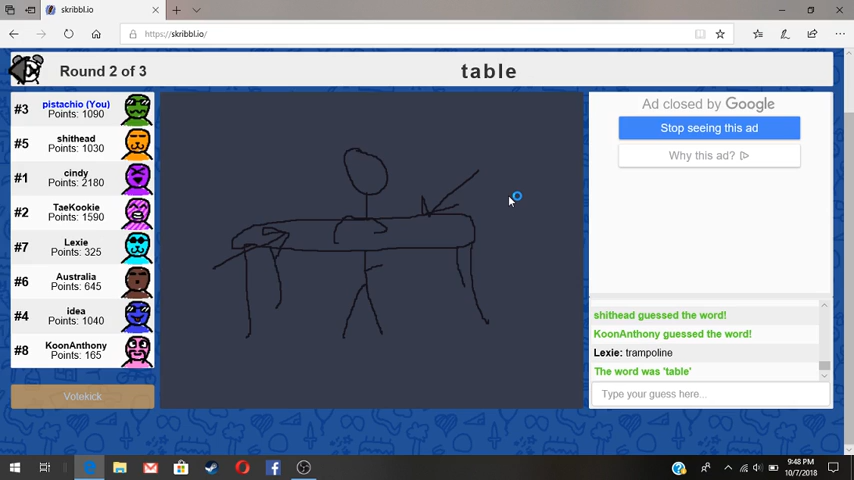 skribbl.io
https://skribbl.io/
Round 2 of 3
table
#3 pistachio (You)
Points: 1090
#5 shithead
Points: 1030
#1 cindy
Points: 2180
#2 TaeKookie
Points: 1590
#7 Lexie
Points: 325
#6 Australia
Points: 645
#4 idea
Points: 1040
#8 KoonAnthony
Points: 165
Votekick
Ad closed by Google
Stop seeing this ad
Why this ad?
shithead guessed the word!
KoonAnthony guessed the word!
Lexie: trampoline
The word was 'table'
Type your guess here...
9:48 PM
10/7/2018